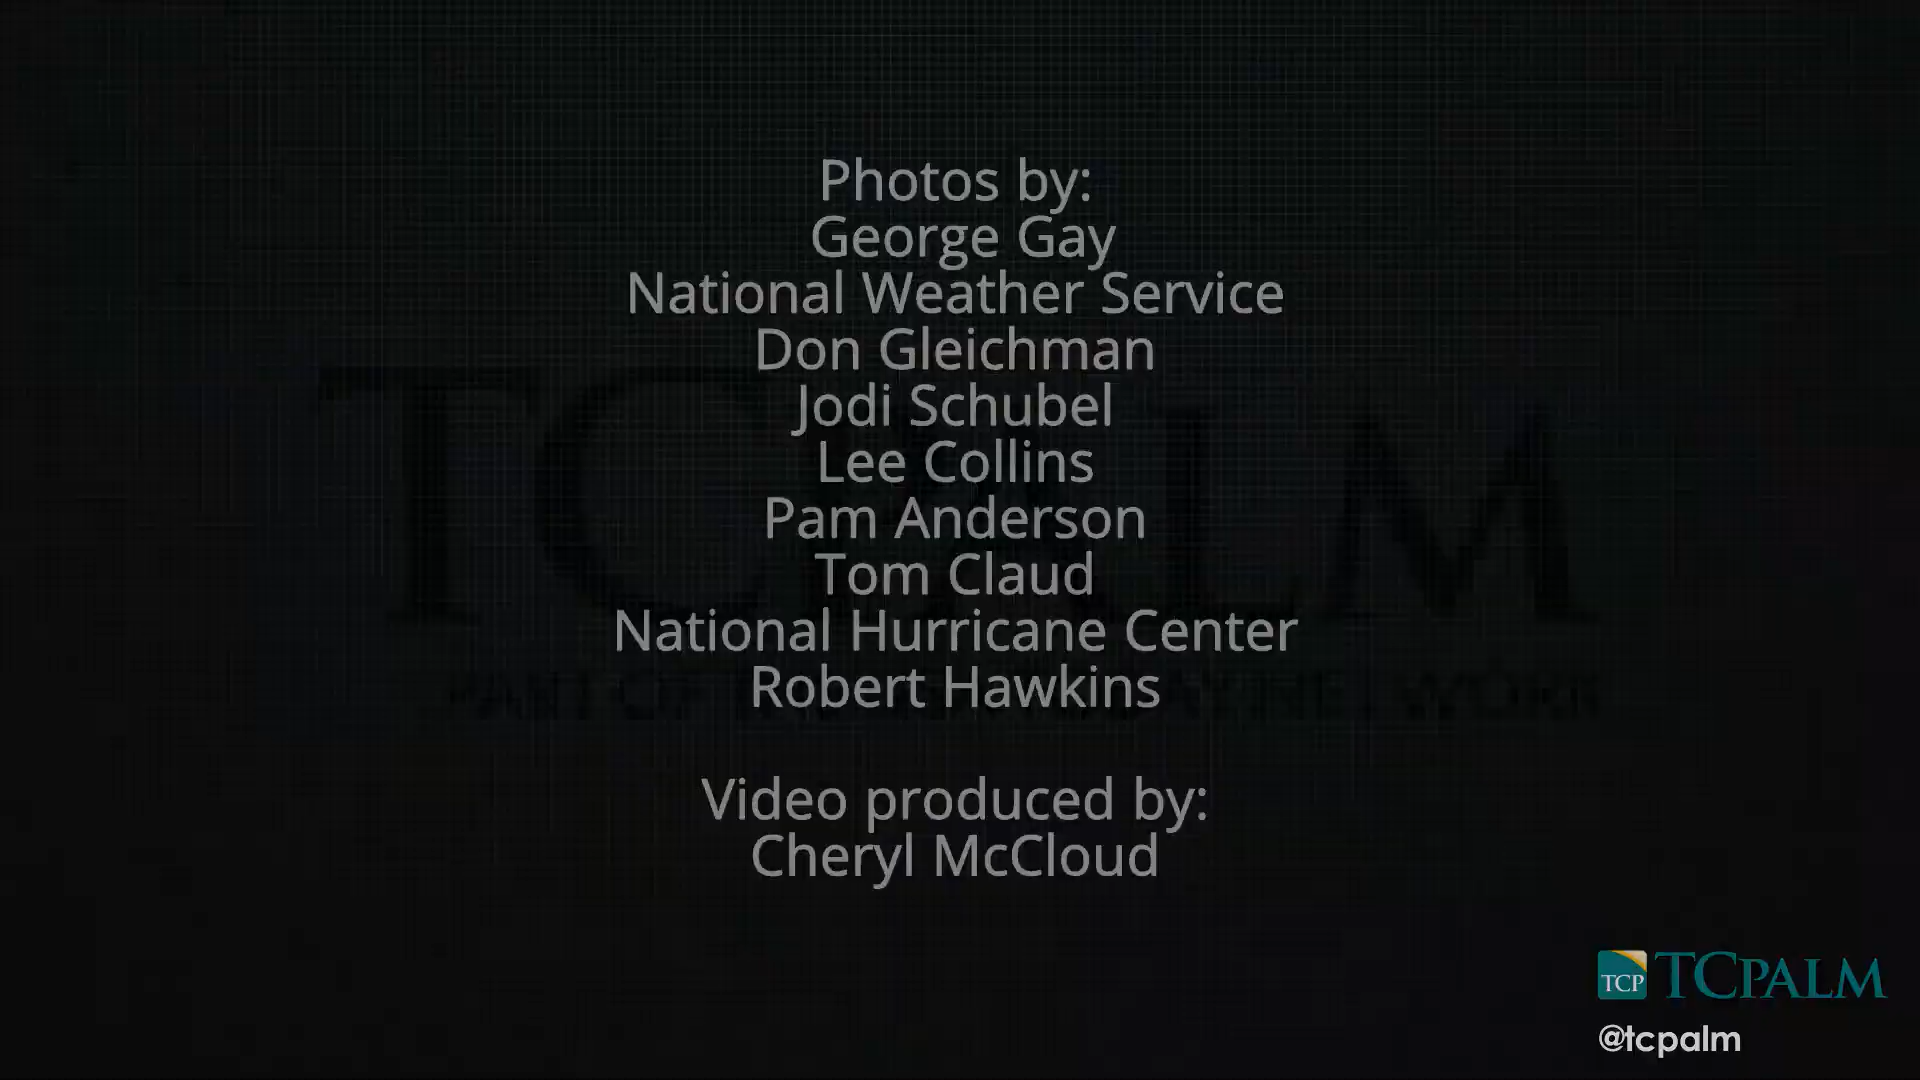 Photos by:
George Gay
National Weather Service
Don Gleichman
Jodi Schubel
Lee Collins
Pam Anderson
Tom Claud
National Hurricane Center
Robert Hawkins
Video produced by:
Cheryl McCloud
TCPALM
TCP TCPALM
@tcpalm